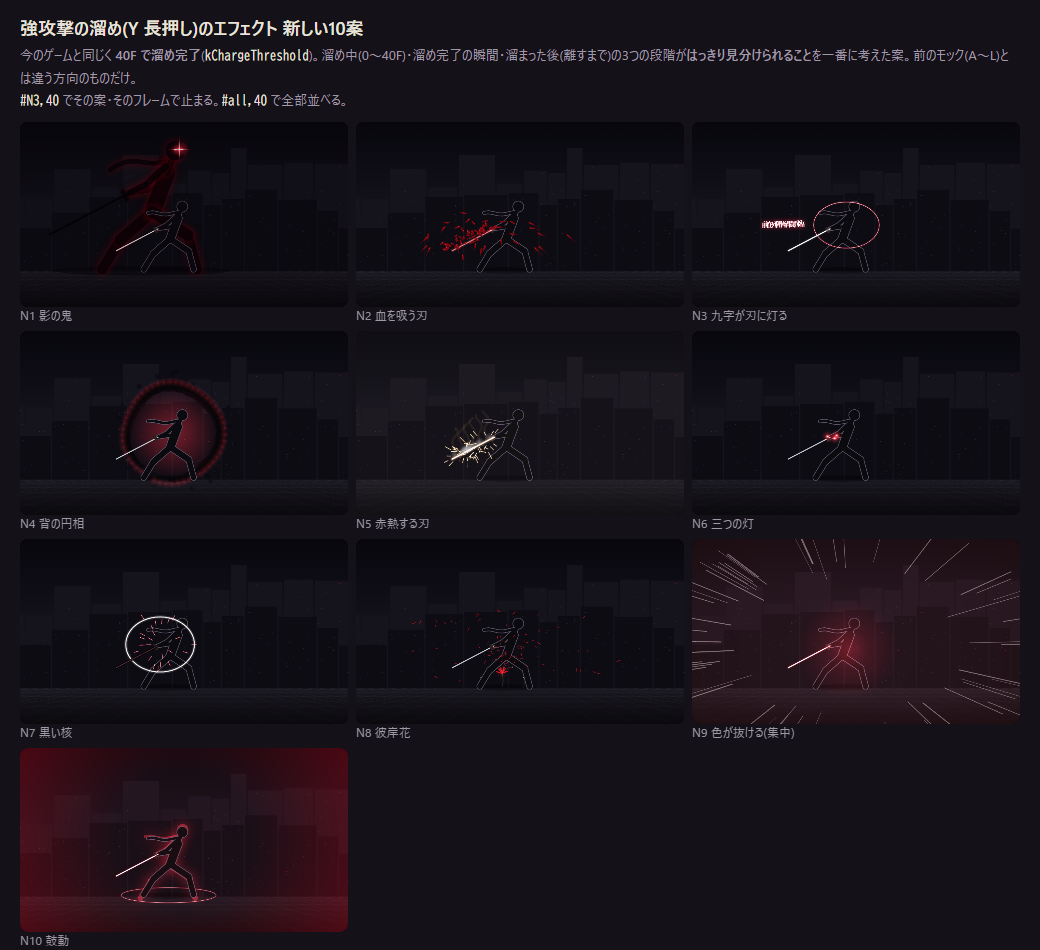 強攻撃の溜め(Y 長押し)のエフェクト 新しい10案
今のゲームと同じく 40F で溜め完了(kChargeThreshold)。溜め中(0〜40F)・溜め完了の瞬間・溜まった後(離すまで)の3つの段階がはっきり見分けられることを一番に考えた案。前のモック(A〜L)と
は違う方向のものだけ。
#N3,40 でその案・そのフレームで止まる。#all,40 で全部並べる。
N1 影の鬼
N2 血を吸う刃
N3 九字が刃に灯る
N4 背の円相
N5 赤熱する刃
N6 三つの灯
N7 黒い核
N8 彼岸花
N9 色が抜ける(集中)
N10 鼓動